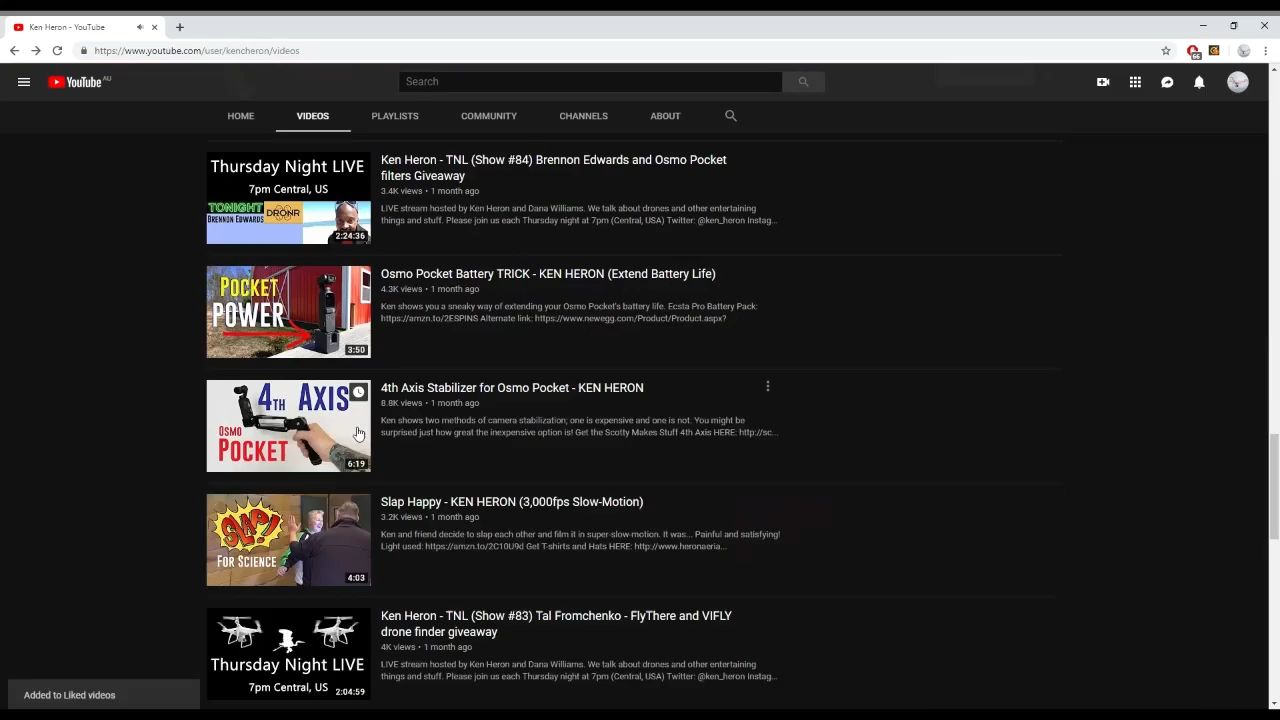 Ken Heron - YouTube
https://www.youtube.com/user/kencheron/videos
66
YouTube AU
Search
HOME
VIDEOS
PLAYLISTS
COMMUNITY
CHANNELS
ABOUT
Thursday Night LIVE
7pm Central, US
TONIGHT
BRENNON EDWARDS
DRONR
2:24:36
Ken Heron - TNL (Show #84) Brennon Edwards and Osmo Pocket
filters Giveaway
3.4K views • 1 month ago
LIVE stream hosted by Ken Heron and Dana Williams. We talk about drones and other entertaining
things and stuff. Please join us each Thursday night at 7pm (Central, USA) Twitter: @ken_heron Instag...
POCKET
POWER
3:50
Osmo Pocket Battery TRICK - KEN HERON (Extend Battery Life)
4.3K views • 1 month ago
Ken shows you a sneaky way of extending your Osmo Pocket's battery life. Ecsta Pro Battery Pack:
https://amzn.to/2ESPINS Alternate link: https://www.newegg.com/Product/Product.aspx?
4TH AXIS
OSMO
POCKET
6:19
4th Axis Stabilizer for Osmo Pocket - KEN HERON
8.8K views • 1 month ago
Ken shows two methods of camera stabilization; one is expensive and one is not. You might be
surprised just how great the inexpensive option is! Get the Scotty Makes Stuff 4th Axis HERE: http://sc...
SLAP!
FOR SCIENCE
4:03
Slap Happy - KEN HERON (3,000fps Slow-Motion)
3.2K views • 1 month ago
Ken and friend decide to slap each other and film it in super-slow-motion. It was... Painful and satisfying!
Light used: https://amzn.to/2C10U9d Get T-shirts and Hats HERE: http://www.heronaeria...
Thursday Night LIVE
7pm Central, US
2:04:59
Ken Heron - TNL (Show #83) Tal Fromchenko - FlyThere and VIFLY
drone finder giveaway
4K views • 1 month ago
LIVE stream hosted by Ken Heron and Dana Williams. We talk about drones and other entertaining
things and stuff. Please join us each Thursday night at 7pm (Central, USA) Twitter: @ken_heron Instag...
Added to Liked videos